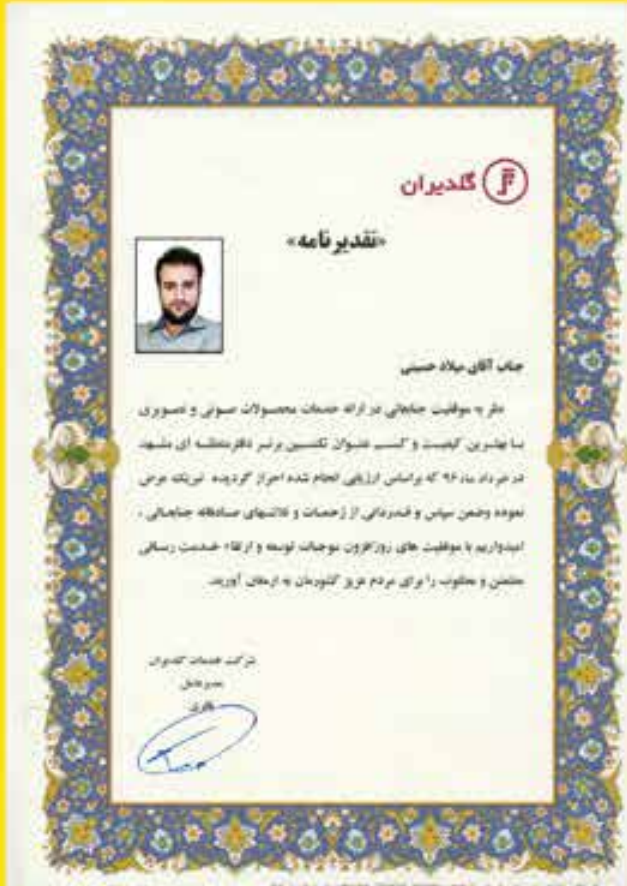 گلدیران
«تقدیرنامه»
جناب آقای میلاد حسینی
نظر به موفقیت جنابعالی در ارائه خدمات محصولات صوتی و تصویری
با بهترین کیفیت و کسب عنوان تکنسین برتر دفتر منطقه ای مشهد
در مرداد ماه ۹۶ که براساس ارزیابی انجام شده احراز گردیده تبریک عرض
نموده وضمن سپاس و قدردانی از زحمات و تلاشهای صادقانه جنابعالی ،
امیدواریم با موفقیت های روزافزون موجبات توسعه و ارتقاء خدمت رسانی
مطمئن و مطلوب را برای مردم عزیز کشورمان به ارمغان آورید.
شرکت خدمات گلدیران
مدیرعامل